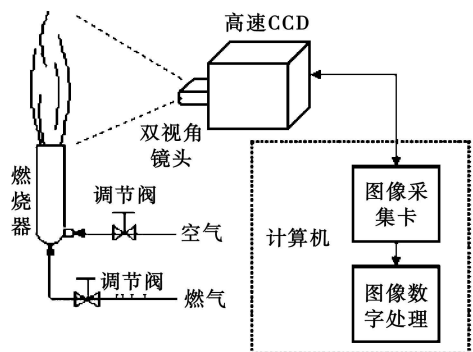 高速CCD
双视角
镜头
燃烧器
调节阀
空气
调节阀
燃气
计算机
图像采
集卡
图像数
字处理